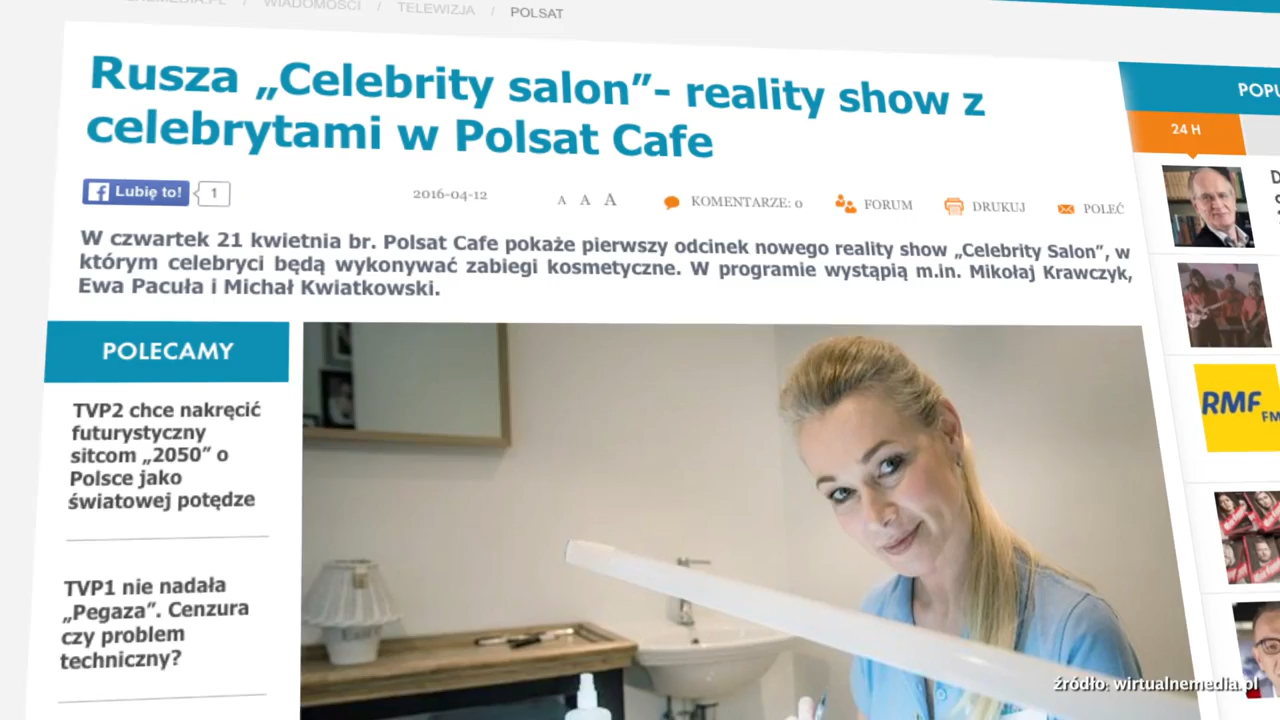 / WIADOMOŚCI / TELEWIZJA / POLSAT
Rusza „Celebrity salon”- reality show z
celebrytami w Polsat Cafe
Lubię to! 1
2016-04-12
A A A
KOMENTARZE: 0
FORUM
DRUKUJ
POLEĆ
W czwartek 21 kwietnia br. Polsat Cafe pokaże pierwszy odcinek nowego reality show „Celebrity Salon”, w
którym celebryci będą wykonywać zabiegi kosmetyczne. W programie wystąpią m.in. Mikołaj Krawczyk,
Ewa Pacuła i Michał Kwiatkowski.
POLECAMY
TVP2 chce nakręcić
futurystyczny
sitcom „2050” o
Polsce jako
światowej potędze
TVP1 nie nadała
„Pegaza”. Cenzura
czy problem
techniczny?
24 H
RMF
FM
źródło: wirtualnemedia.pl